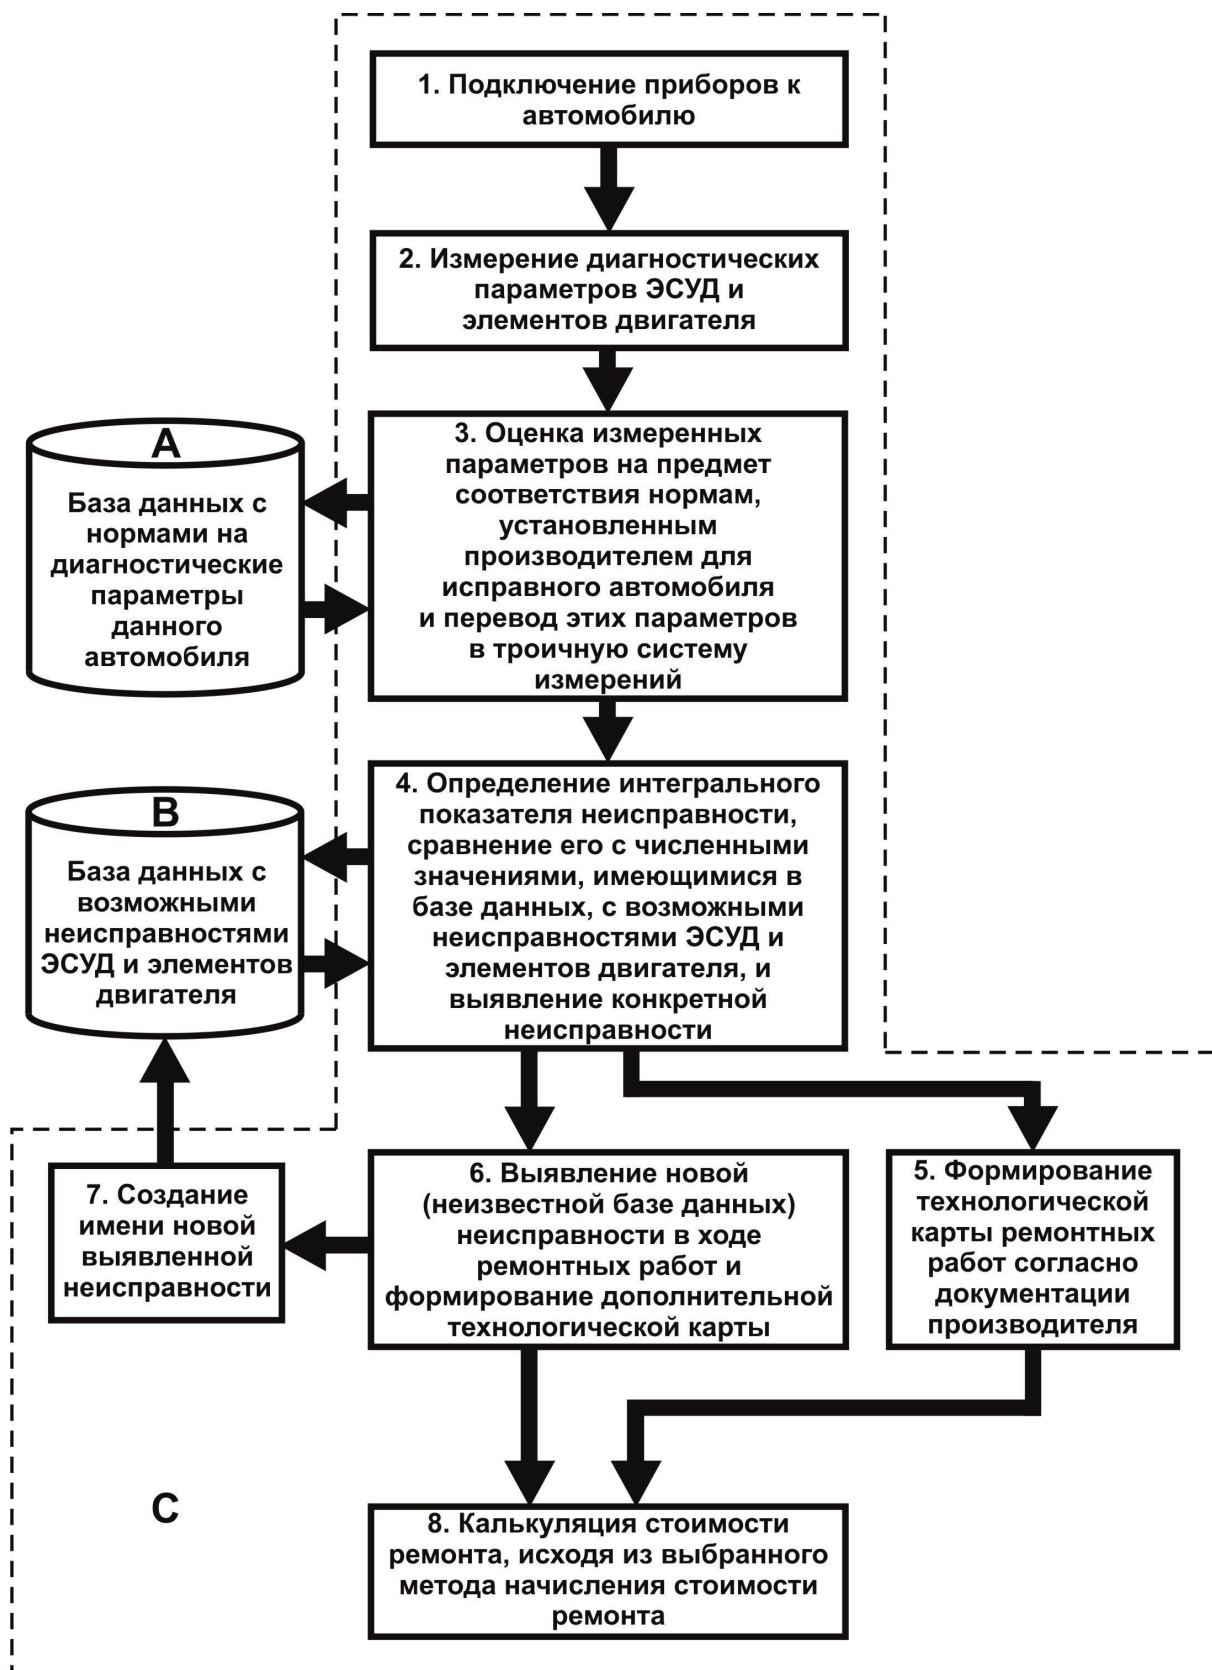 1. Подключение приборов к
автомобилю
2. Измерение диагностических
параметров ЭСУД и
элементов двигателя
A
База данных с
нормами на
диагностические
параметры
данного
автомобиля
3. Оценка измеренных
параметров на предмет
соответствия нормам,
установленным
производителем для
исправного автомобиля
и перевод этих параметров
в троичную систему
измерений
B
База данных с
возможными
неисправностями
ЭСУД и элементов
двигателя
4. Определение интегрального
показателя неисправности,
сравнение его с численными
значениями, имеющимися в
базе данных, с возможными
неисправностями ЭСУД и
элементов двигателя, и
выявление конкретной
неисправности
7. Создание
имени новой
выявленной
неисправности
6. Выявление новой
(неизвестной базе данных)
неисправности в ходе
ремонтных работ и
формирование дополнительной
технологической карты
5. Формирование
технологической
карты ремонтных
работ согласно
документации
производителя
C
8. Калькуляция стоимости
ремонта, исходя из выбранного
метода начисления стоимости
ремонта